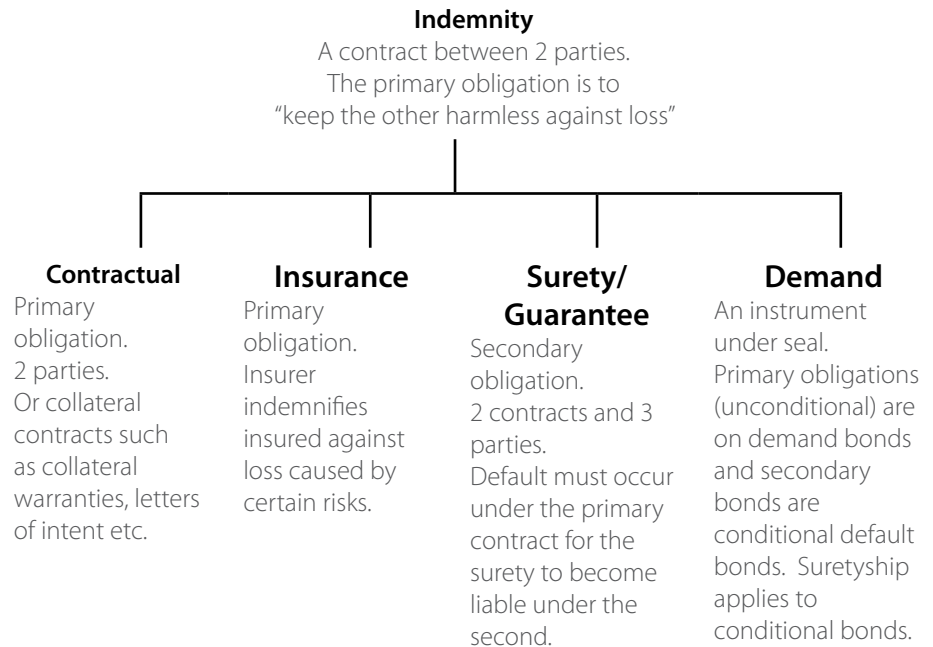 Indemnity
A contract between 2 parties.
The primary obligation is to
“keep the other harmless against loss”
Contractual
Primary
obligation.
2 parties.
Or collateral
contracts such
as collateral
warranties, letters
of intent etc.
Insurance
Primary
obligation.
Insurer
indemnifies
insured against
loss caused by
certain risks.
Surety/
Guarantee
Secondary
obligation.
2 contracts and 3
parties.
Default must occur
under the primary
contract for the
surety to become
liable under the
second.
Demand
An instrument
under seal.
Primary obligations
(unconditional) are
on demand bonds
and secondary
bonds are
conditional default
bonds.  Suretyship
applies to
conditional bonds.